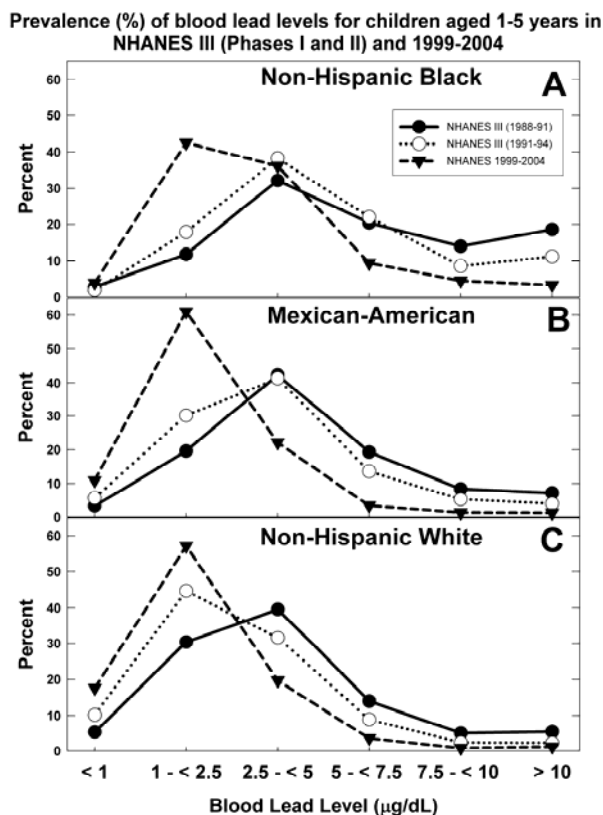 Prevalence (%) of blood lead levels for children aged 1-5 years in
NHANES III (Phases I and II) and 1999-2004
Non-Hispanic Black
A
NHANES III (1988-91)
NHANES III (1991-94)
NHANES 1999-2004
Percent
60
50
40
30
20
10
0
Mexican-American
B
Percent
60
50
40
30
20
10
0
Non-Hispanic White
C
Percent
60
50
40
30
20
10
0
< 1
1 - < 2.5
2.5 - < 5
5 - < 7.5
7.5 - < 10
> 10
Blood Lead Level (μg/dL)